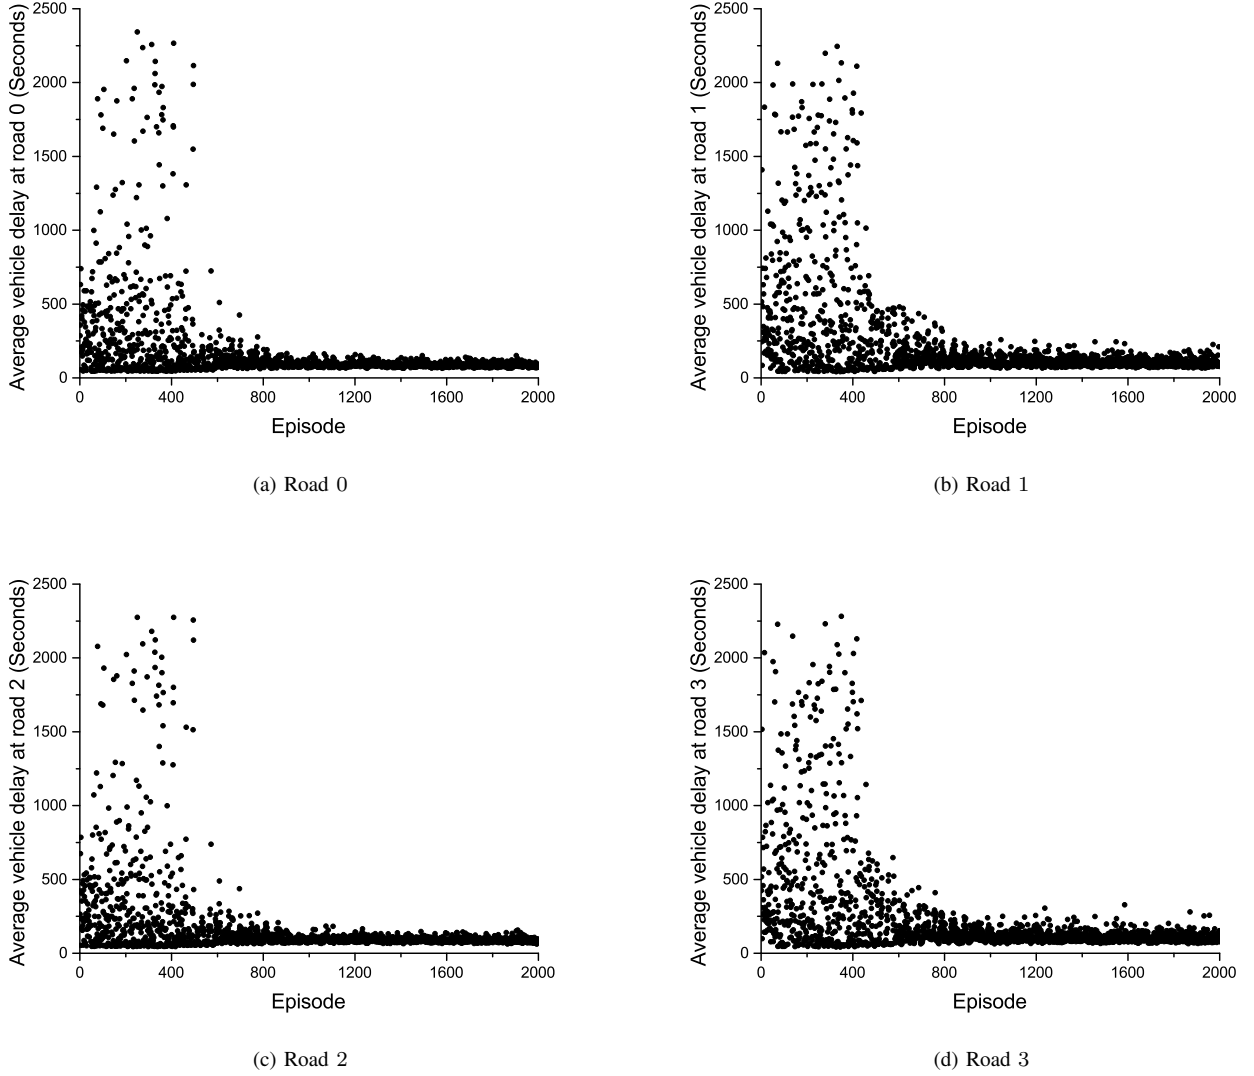 Average vehicle delay at road 0 (Seconds)
2500
2000
1500
1000
500
0
0 400 800 1200 1600 2000
Episode
(a) Road 0
Average vehicle delay at road 1 (Seconds)
2500
2000
1500
1000
500
0
0 400 800 1200 1600 2000
Episode
(b) Road 1
Average vehicle delay at road 2 (Seconds)
2500
2000
1500
1000
500
0
0 400 800 1200 1600 2000
Episode
(c) Road 2
Average vehicle delay at road 3 (Seconds)
2500
2000
1500
1000
500
0
0 400 800 1200 1600 2000
Episode
(d) Road 3